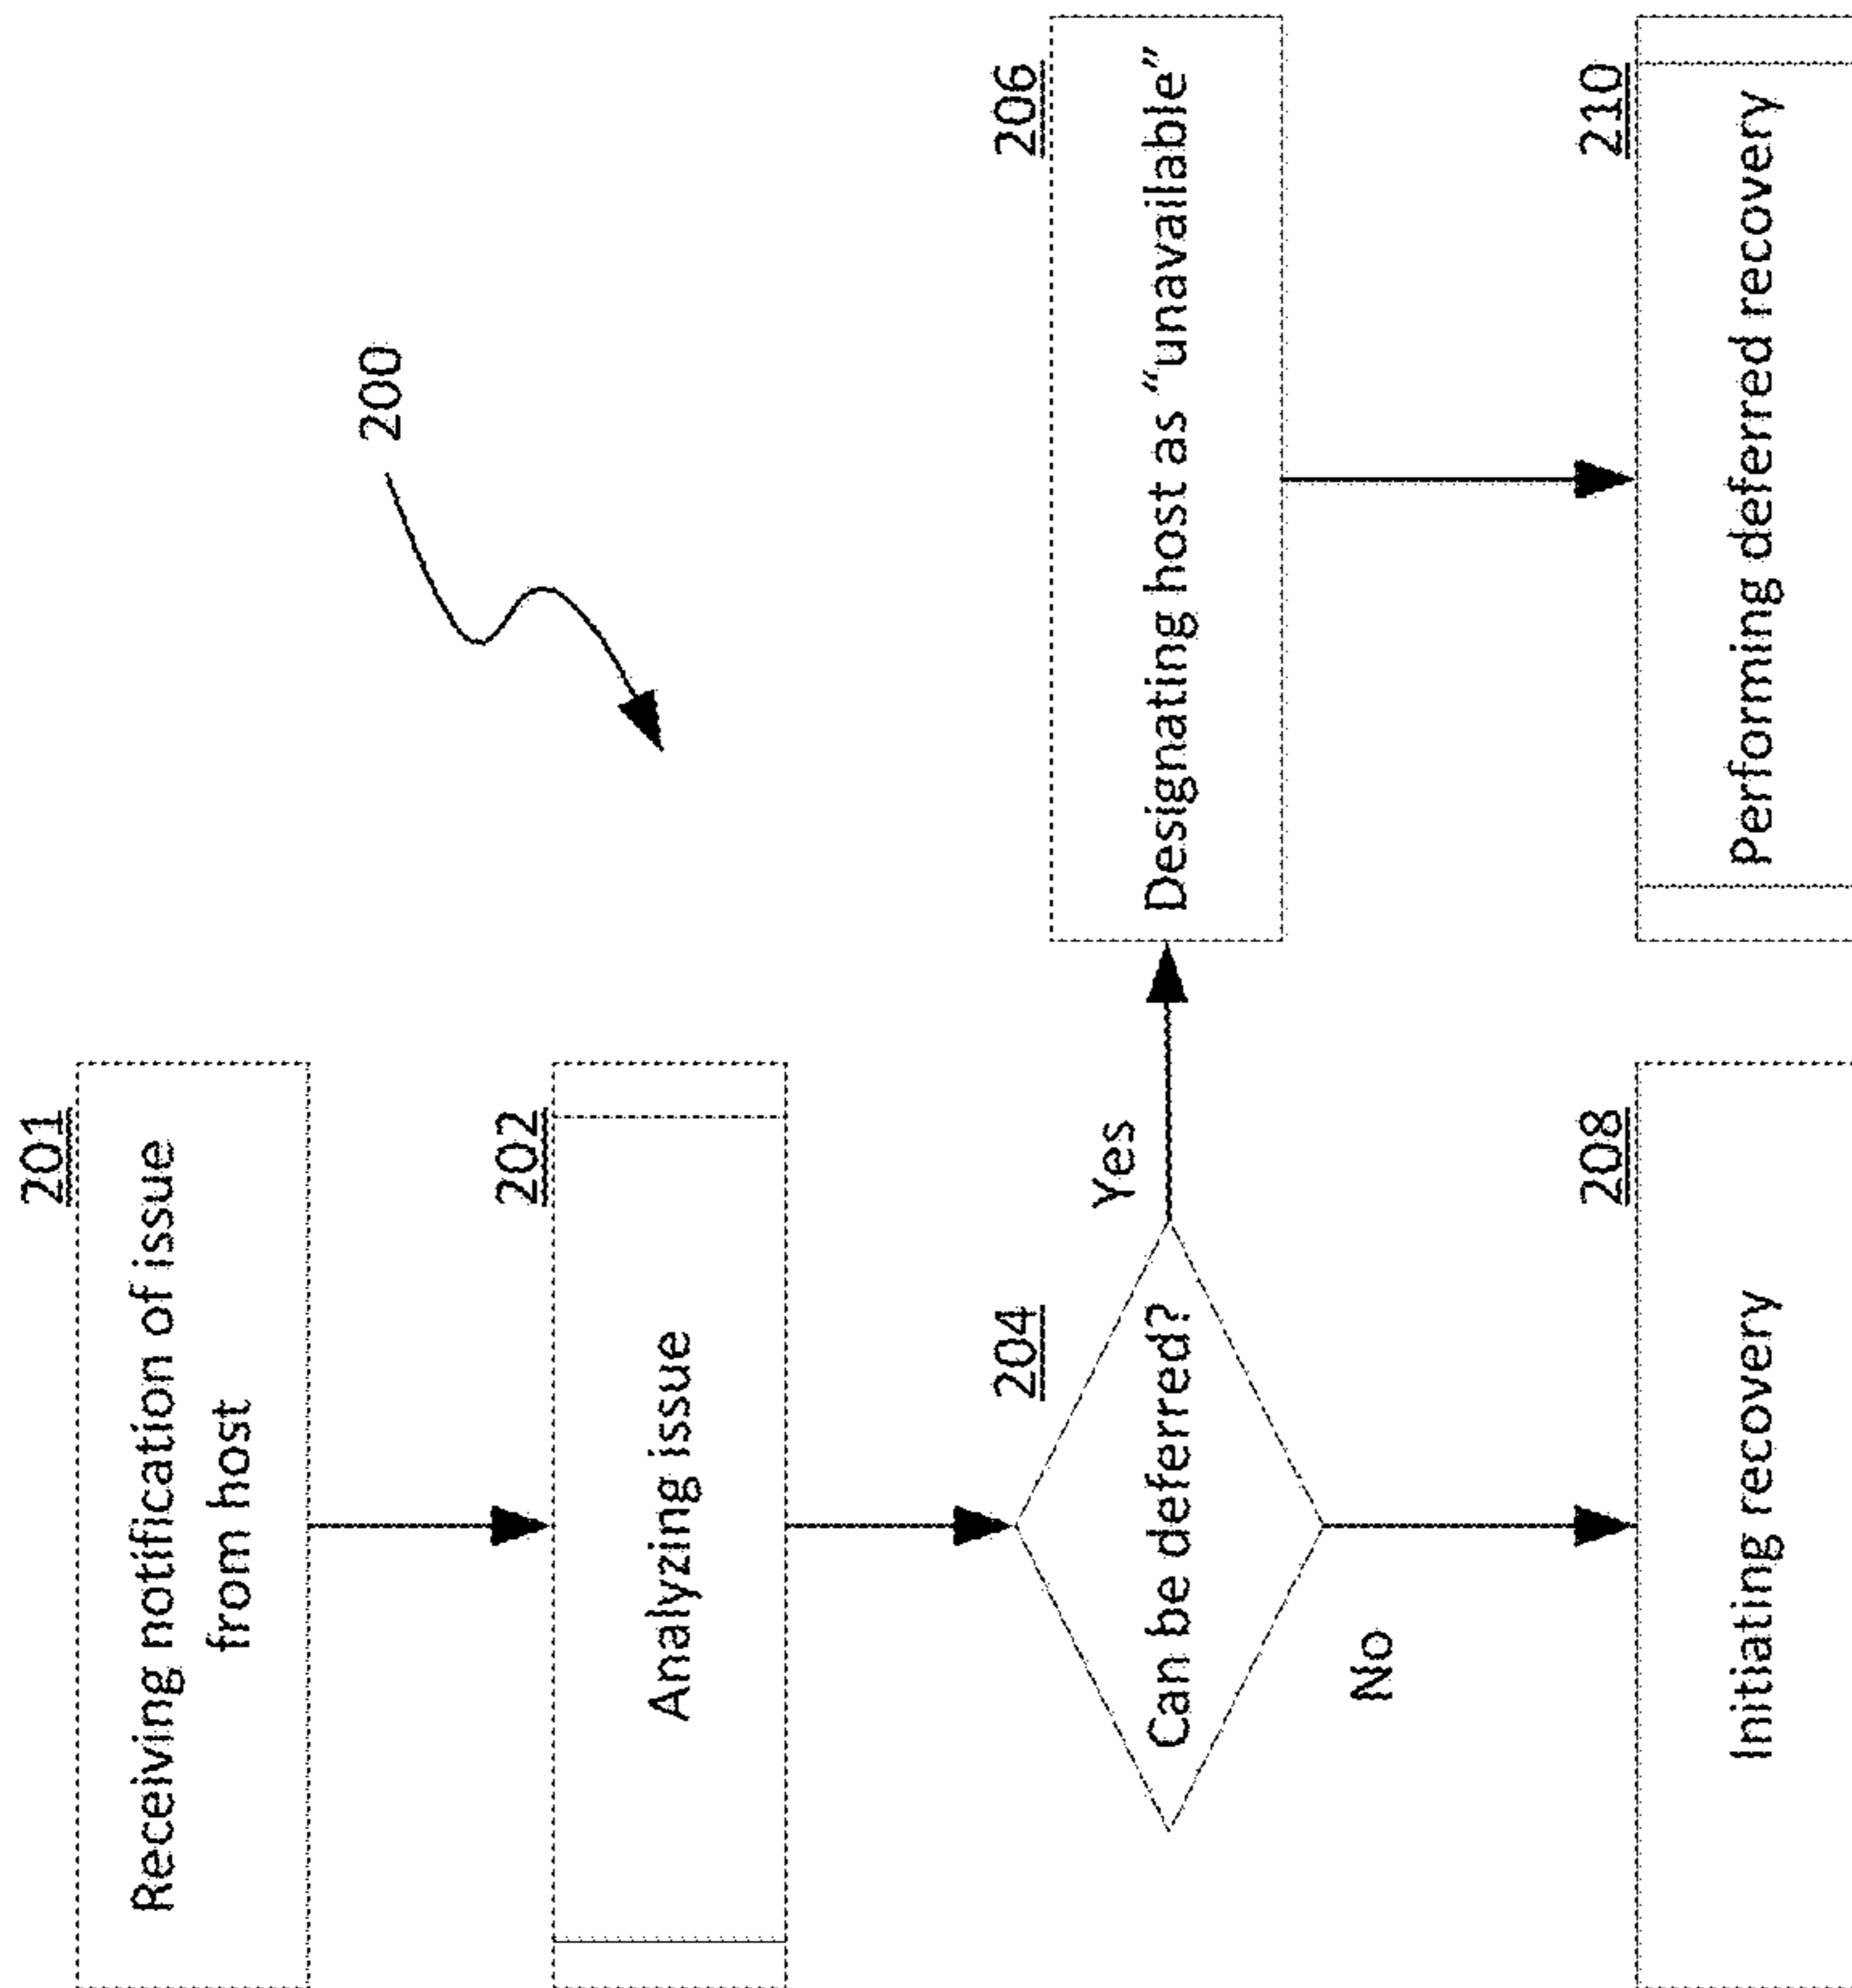 200
201
Receiving notification of issue
from host
202
Analyzing issue
204
Can be deferred?
Yes
No
206
Designating host as “unavailable”
208
Initiating recovery
210
Performing deferred recovery